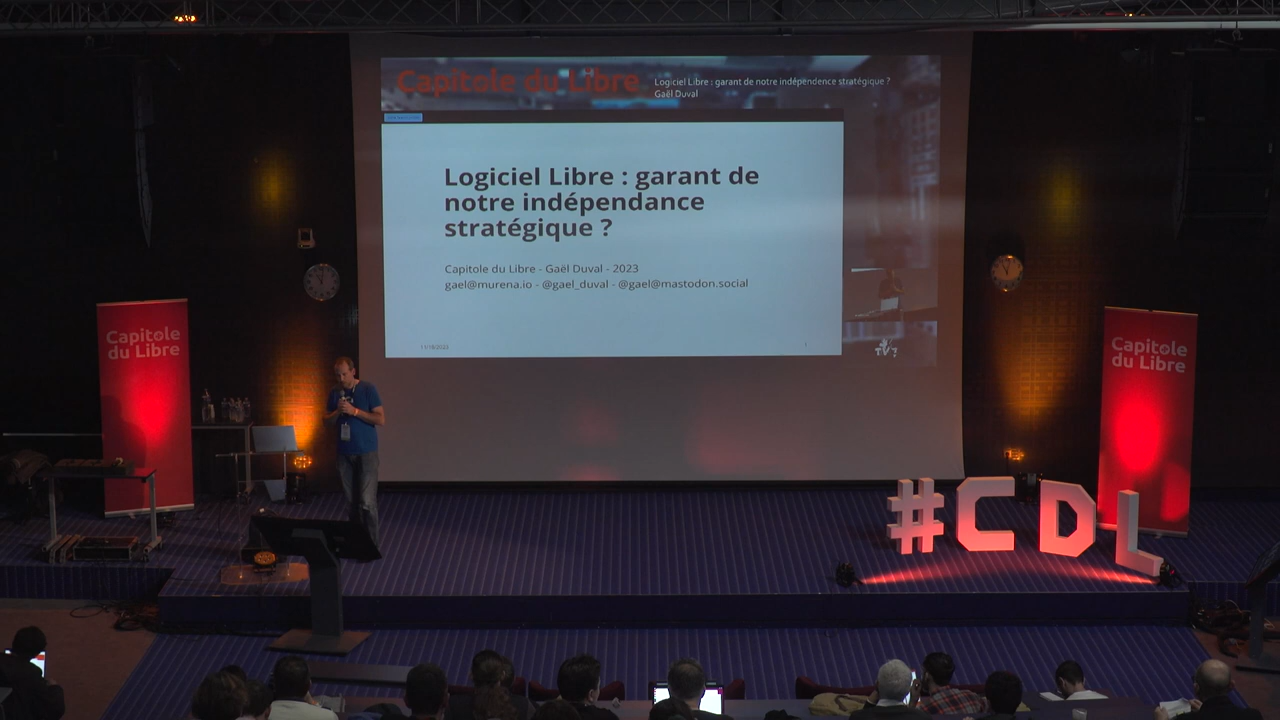 Capitole du Libre
Logiciel Libre : garant de notre indépendence stratégique ?
Gaël Duval
Logiciel Libre : garant de
notre indépendance
stratégique ?
Capitole du Libre - Gaël Duval - 2023
gael@murena.io - @gael_duval - @gael@mastodon.social
1
TV
Capitole
du Libre
Capitole
du Libre
#CDL